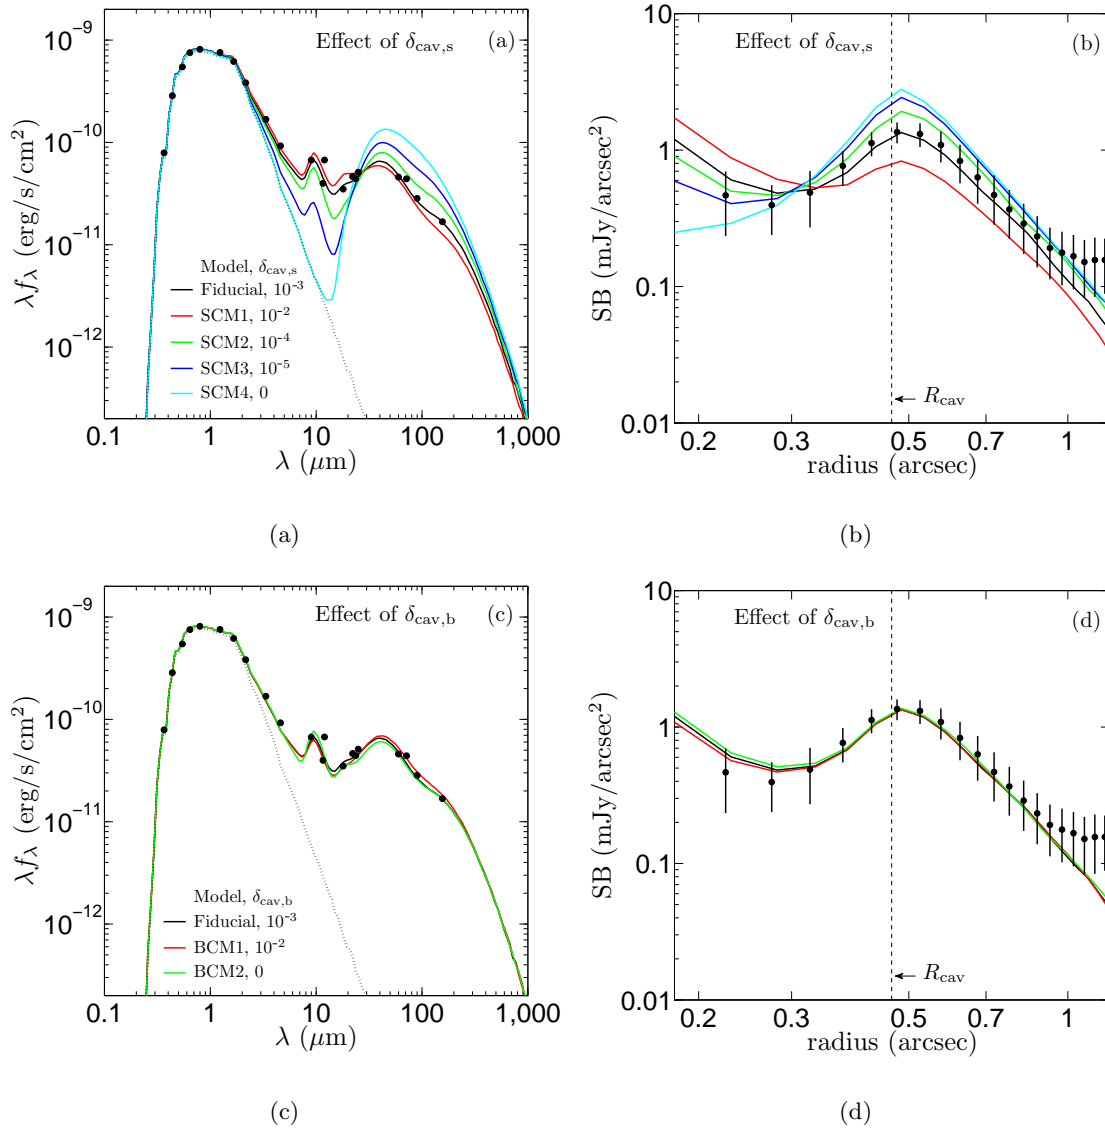 Effect of δcav,s (a)
10⁻⁹
10⁻¹⁰
10⁻¹¹
10⁻¹²
λfλ (erg/s/cm²)
Model, δcav,s
Fiducial, 10⁻³
SCM1, 10⁻²
SCM2, 10⁻⁴
SCM3, 10⁻⁵
SCM4, 0
0.1 1 10 100 1,000
λ (μm)
(a)
Effect of δcav,s (b)
10
1
0.1
0.01
SB (mJy/arcsec²)
Rcav
0.2 0.3 0.5 0.7 1
radius (arcsec)
(b)
Effect of δcav,b (c)
10⁻⁹
10⁻¹⁰
10⁻¹¹
10⁻¹²
λfλ (erg/s/cm²)
Model, δcav,b
Fiducial, 10⁻³
BCM1, 10⁻²
BCM2, 0
0.1 1 10 100 1,000
λ (μm)
(c)
Effect of δcav,b (d)
10
1
0.1
0.01
SB (mJy/arcsec²)
Rcav
0.2 0.3 0.5 0.7 1
radius (arcsec)
(d)